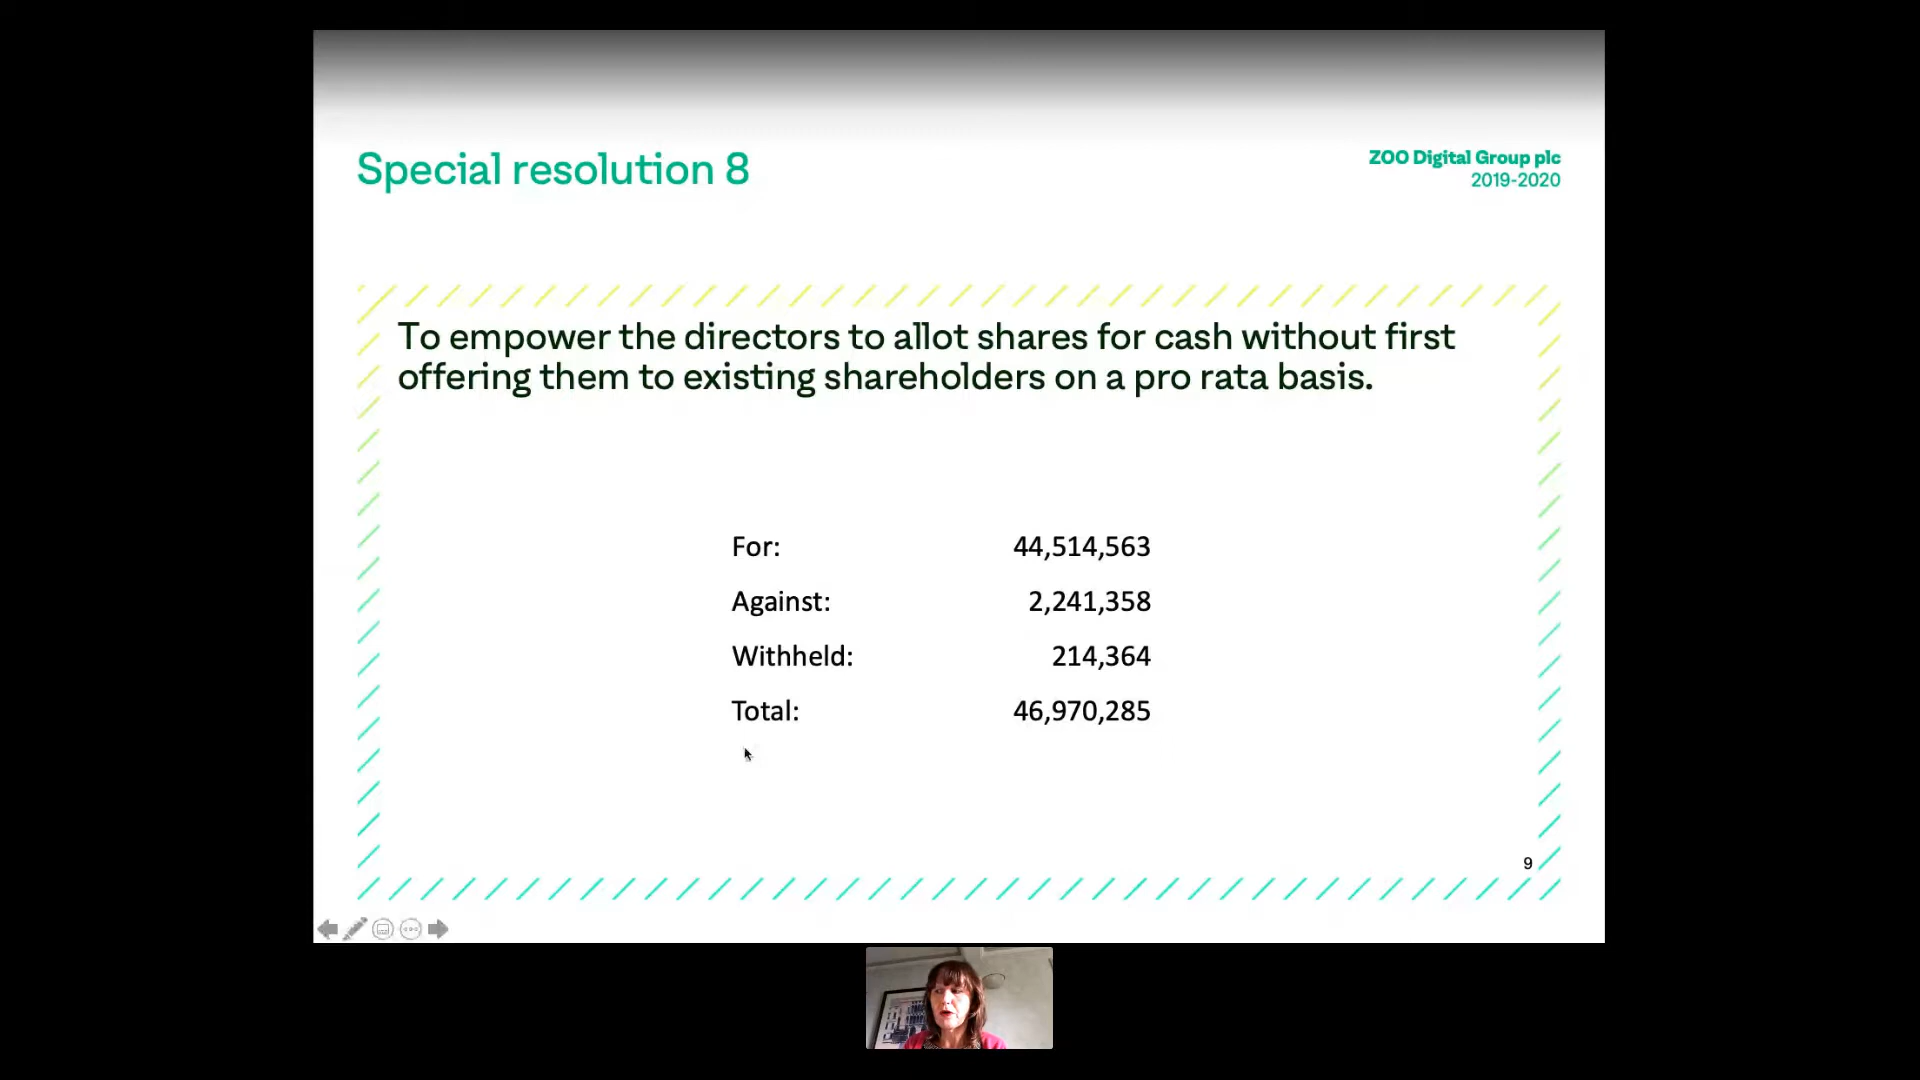 Special resolution 8
ZOO Digital Group plc
2019-2020
To empower the directors to allot shares for cash without first
offering them to existing shareholders on a pro rata basis.
For: 44,514,563
Against: 2,241,358
Withheld: 214,364
Total: 46,970,285
9